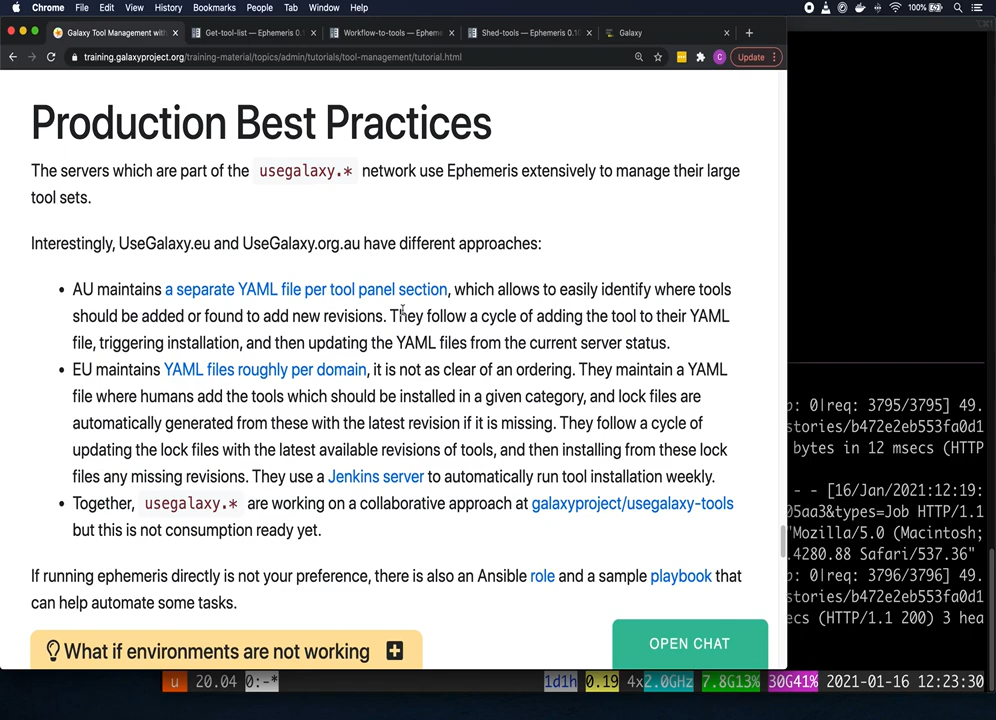 Chrome File Edit View History Bookmarks People Tab Window Help 100%
Galaxy Tool Management with Get-tool-list — Ephemeris 0. Workflow-to-tools — Epheme Shed-tools — Ephemeris 0.10 Galaxy
training.galaxyproject.org/training-material/topics/admin/tutorials/tool-management/tutorial.html C Update
Production Best Practices
The servers which are part of the usegalaxy.* network use Ephemeris extensively to manage their large
tool sets.
Interestingly, UseGalaxy.eu and UseGalaxy.org.au have different approaches:
• AU maintains a separate YAML file per tool panel section, which allows to easily identify where tools
should be added or found to add new revisions. They follow a cycle of adding the tool to their YAML
file, triggering installation, and then updating the YAML files from the current server status.
• EU maintains YAML files roughly per domain, it is not as clear of an ordering. They maintain a YAML
file where humans add the tools which should be installed in a given category, and lock files are
automatically generated from these with the latest revision if it is missing. They follow a cycle of
updating the lock files with the latest available revisions of tools, and then installing from these lock
files any missing revisions. They use a Jenkins server to automatically run tool installation weekly.
• Together, usegalaxy.* are working on a collaborative approach at galaxyproject/usegalaxy-tools
but this is not consumption ready yet.
If running ephemeris directly is not your preference, there is also an Ansible role and a sample playbook that
can help automate some tasks.
What if environments are not working
OPEN CHAT
p: 0|req: 3795/3795] 49.
stories/b472e2eb553fa0d1
bytes in 12 msecs (HTTP
- - [16/Jan/2021:12:19:
05aa3&types=Job HTTP/1.1
"Mozilla/5.0 (Macintosh;
.4280.88 Safari/537.36"
p: 0|req: 3796/3796] 49.
stories/b472e2eb553fa0d1
ecs (HTTP/1.1 200) 3 hea
u 20.04 0:-* 1d1h 0.19 4x2.0GHz 7.8G13% 30G41% 2021-01-16 12:23:30